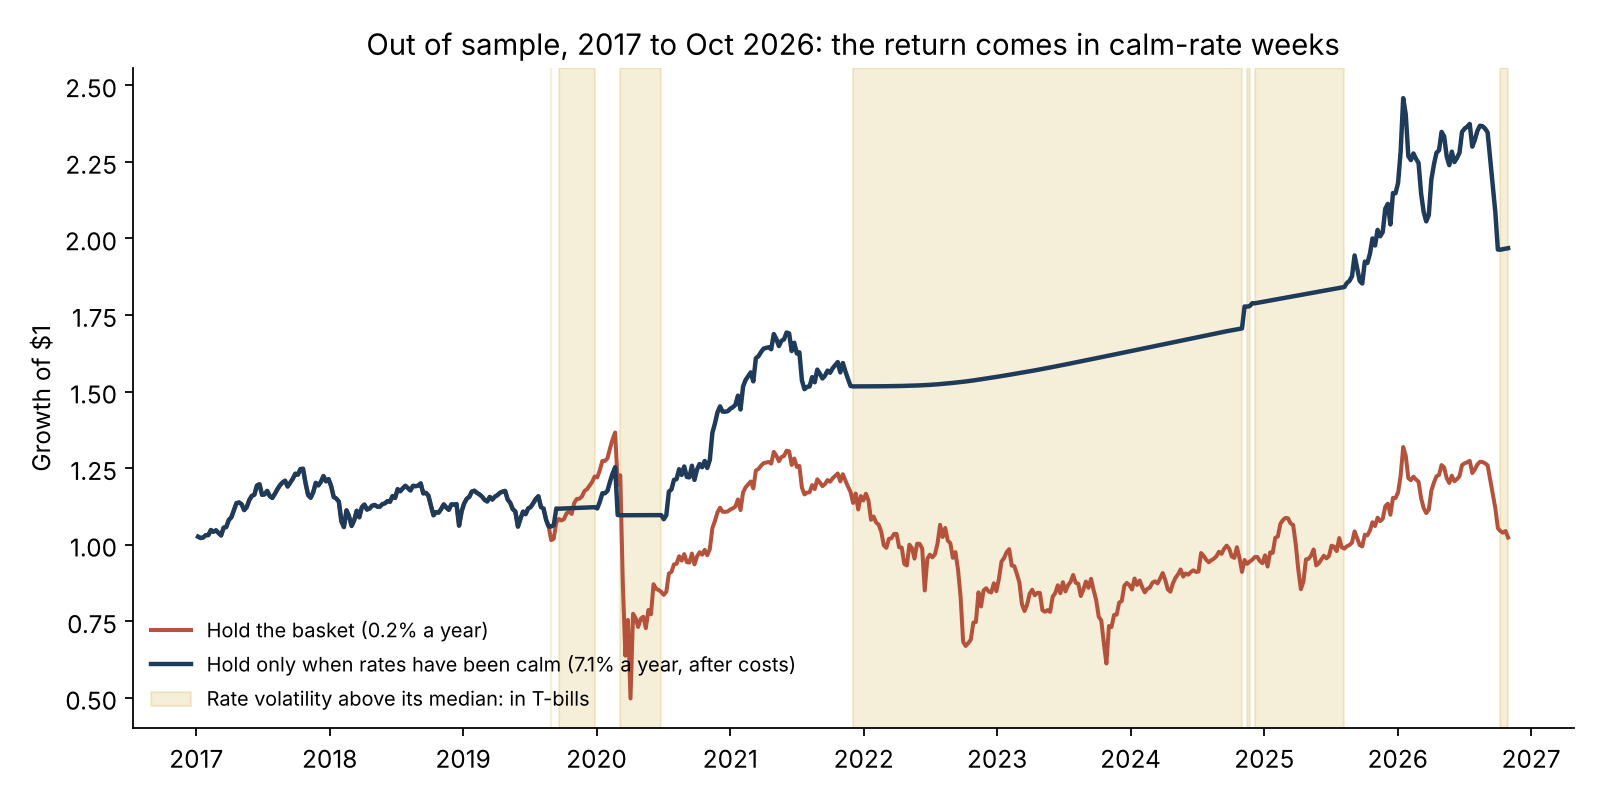 Out of sample, 2017 to Oct 2026: the return comes in calm-rate weeks
Growth of $1
2.50
2.25
2.00
1.75
1.50
1.25
1.00
0.75
0.50
Hold the basket (0.2% a year)
Hold only when rates have been calm (7.1% a year, after costs)
Rate volatility above its median: in T-bills
2017 2018 2019 2020 2021 2022 2023 2024 2025 2026 2027